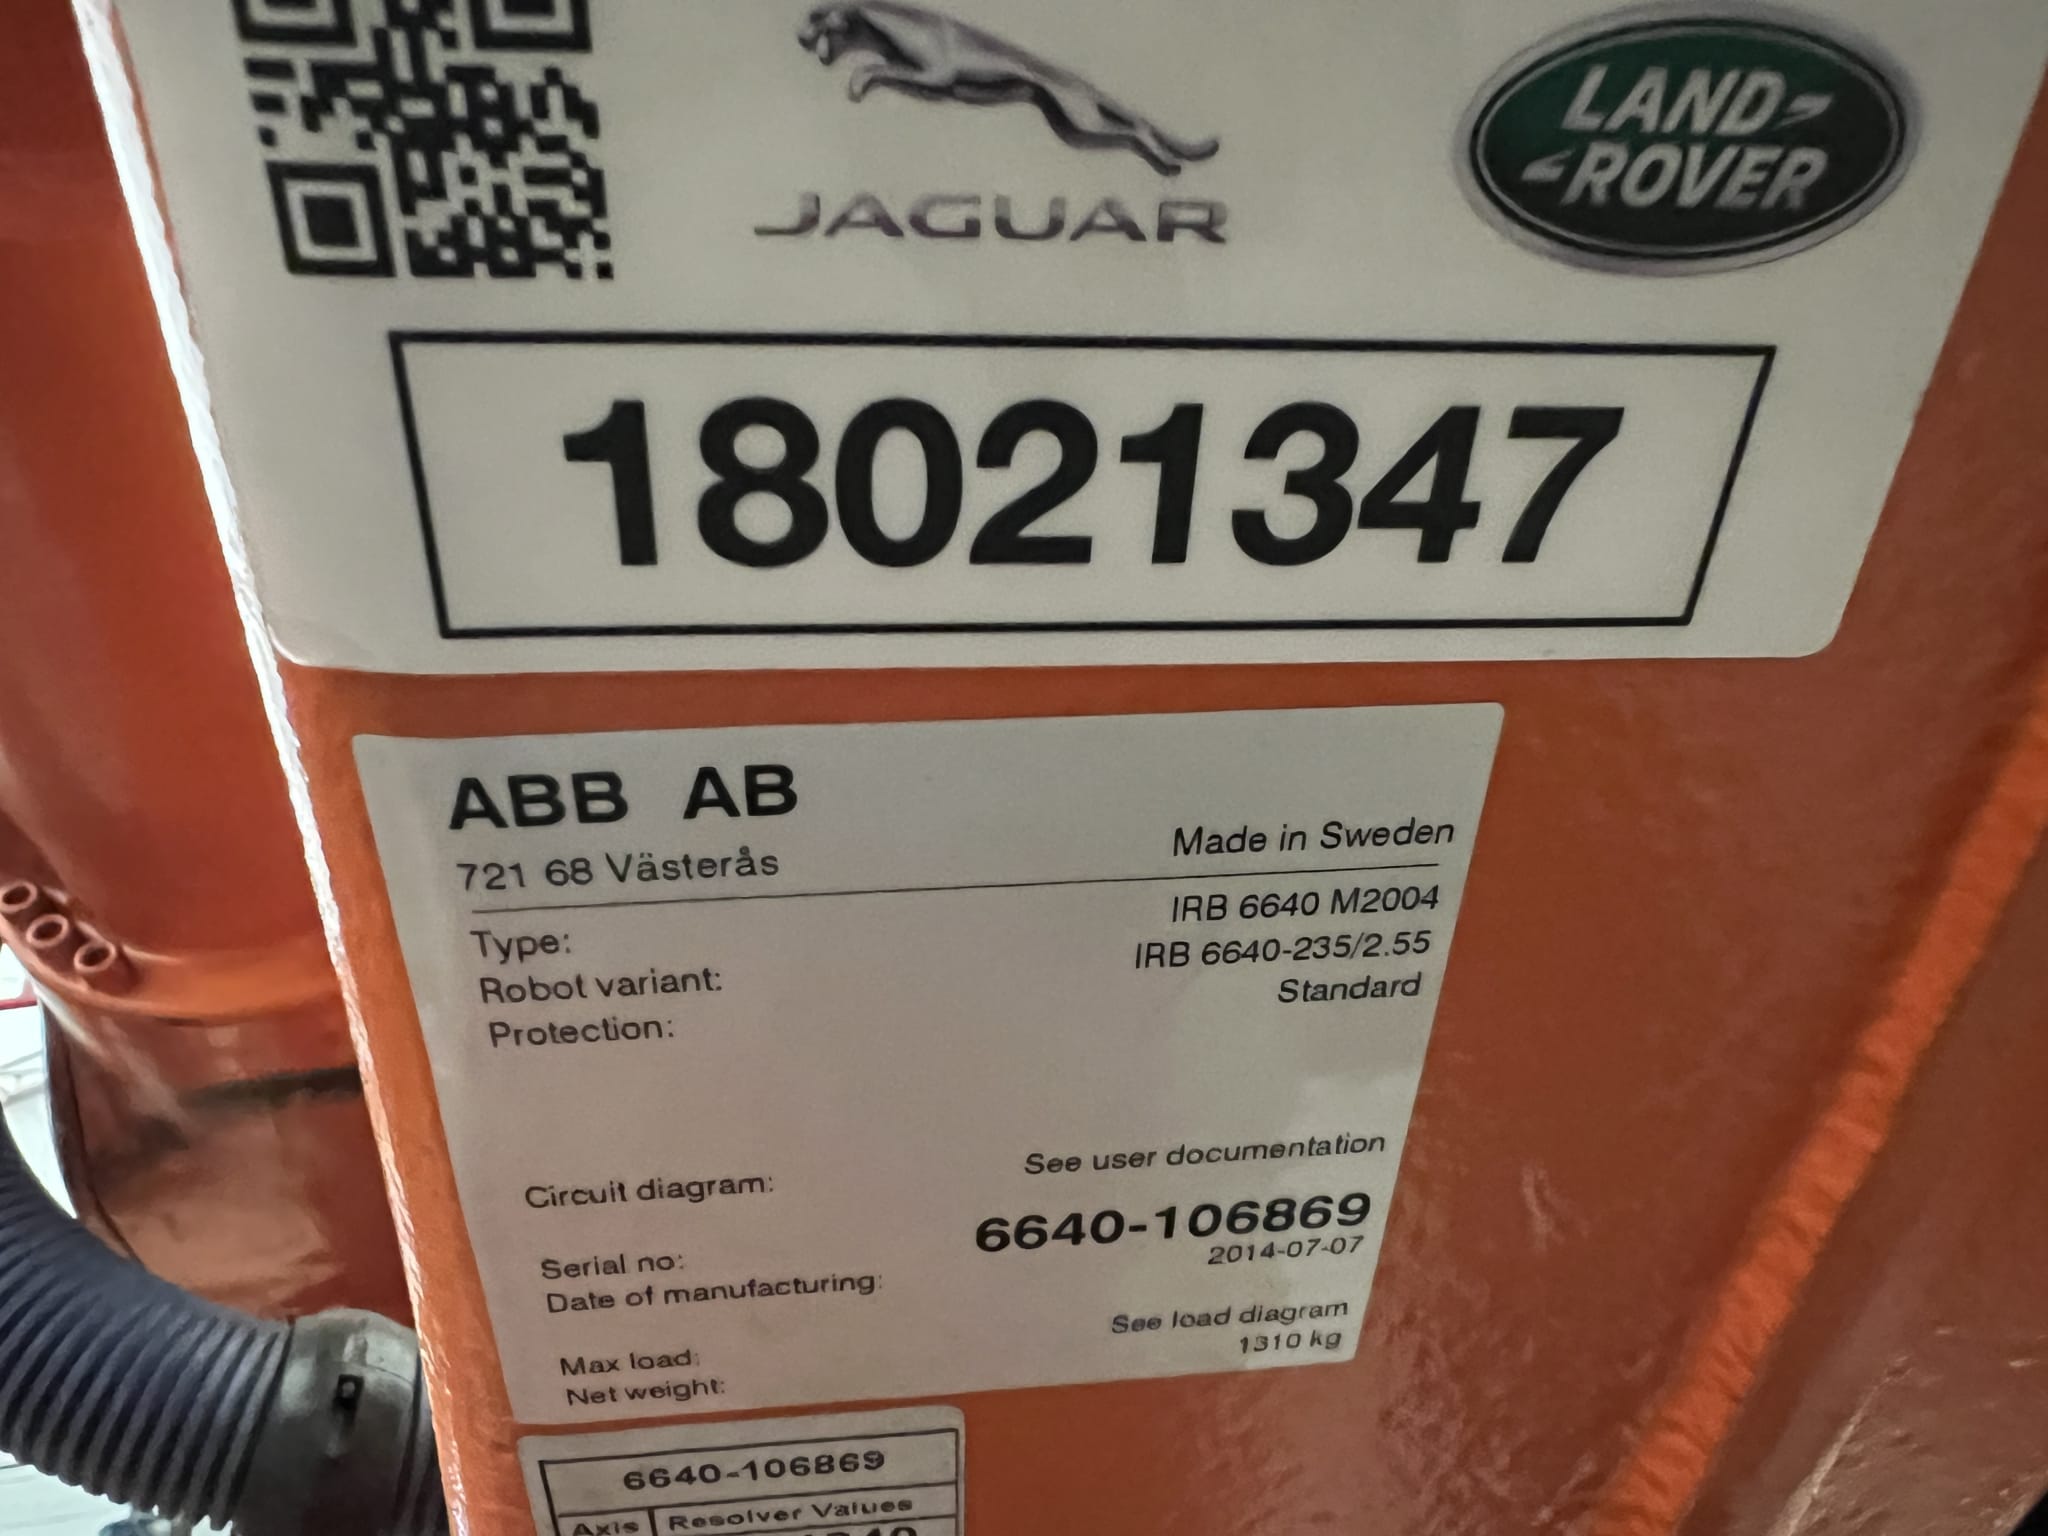 JAGUAR
LAND-
-ROVER
18021347
ABB AB
721 68 Västerås
Made in Sweden
Type: IRB 6640 M2004
Robot variant: IRB 6640-235/2.55
Protection: Standard
Circuit diagram: See user documentation
Serial no: 6640-106869
Date of manufacturing: 2014-07-07
Max load: See load diagram
Net weight: 1310 kg
6640-106869
Axis Resolver Values